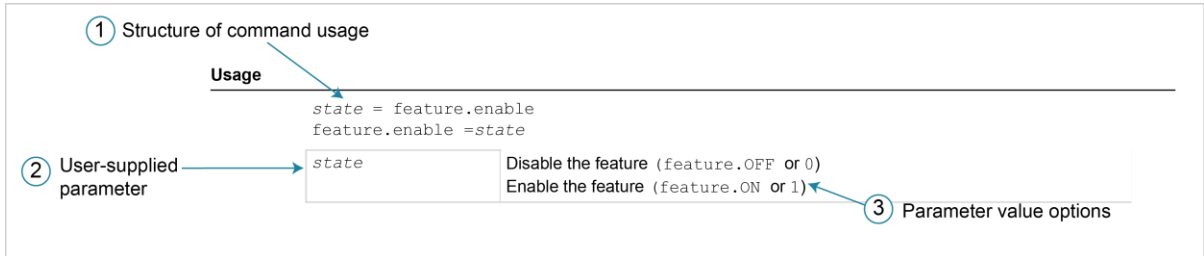 1 Structure of command usage
Usage
state = feature.enable
feature.enable =state
2 User-supplied parameter
state
Disable the feature (feature.OFF or 0)
Enable the feature (feature.ON or 1)
3 Parameter value options